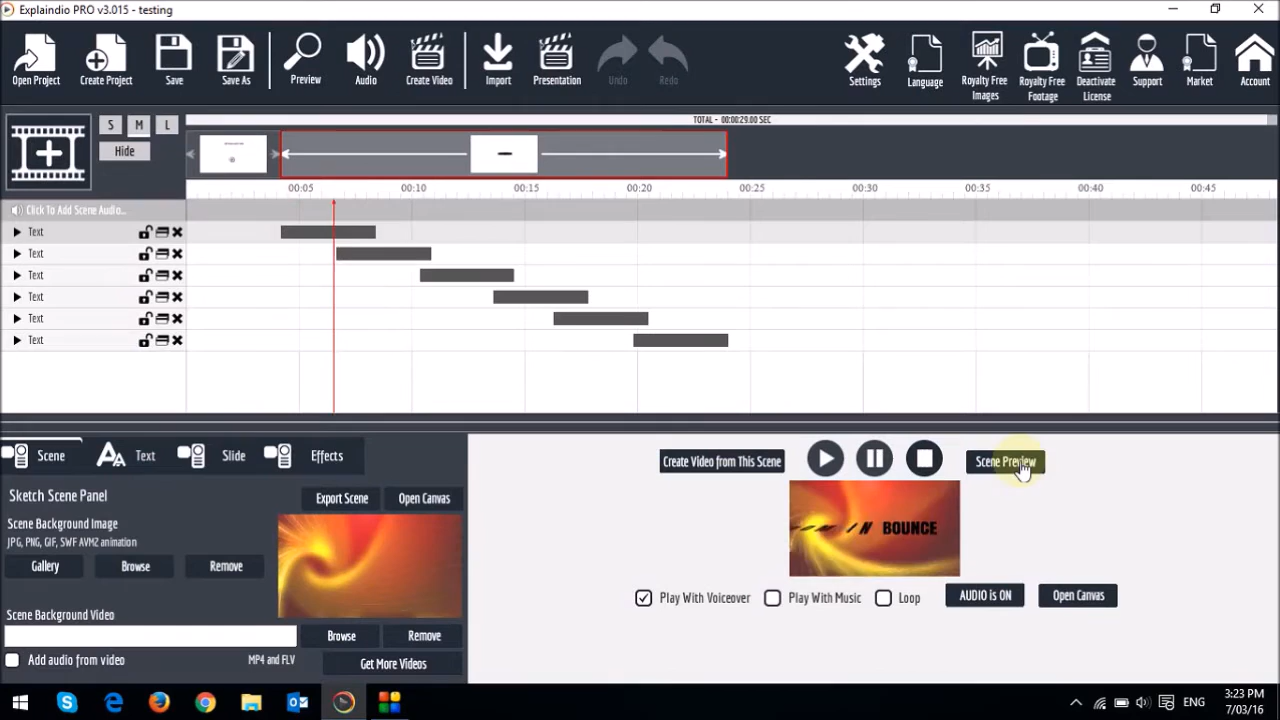 Explaindio PRO v3.015 - testing
Open Project Create Project Save Save As Preview Audio Create Video Import Presentation Undo Redo Settings Language Royalty Free Images Royalty Free Footage Deactivate License Support Market Account
S M L
Hide
TOTAL - 00:00:29.00 SEC
00:05 00:10 00:15 00:20 00:25 00:30 00:35 00:40 00:45
Click To Add Scene Audio...
Text
Text
Text
Text
Text
Text
Scene Text Slide Effects
Sketch Scene Panel
Export Scene Open Canvas
Scene Background Image
JPG, PNG, GIF, SWF AVMZ animation
Gallery Browse Remove
Scene Background Video
Browse Remove
Add audio from video MP4 and FLV
Get More Videos
Create Video from This Scene Scene Preview
BOUNCE
Play With Voiceover Play With Music Loop AUDIO is ON Open Canvas
ENG
3:23 PM
7/03/16